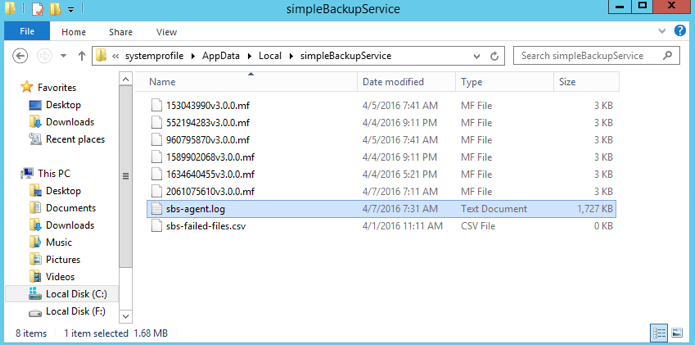 simpleBackupService
File
Home
Share
View
« systemprofile ▸ AppData ▸ Local ▸ simpleBackupService
Search simpleBackupService
Favorites
Desktop
Downloads
Recent places
This PC
Desktop
Documents
Downloads
Music
Pictures
Videos
Local Disk (C:)
Local Disk (F:)
Name Date modified Type Size
153043990v3.0.0.mf 4/5/2016 7:41 AM MF File 3 KB
552194283v3.0.0.mf 4/4/2016 9:11 PM MF File 3 KB
960795870v3.0.0.mf 4/5/2016 7:41 AM MF File 3 KB
1589902068v3.0.0.mf 4/4/2016 9:11 PM MF File 3 KB
1634640455v3.0.0.mf 4/4/2016 5:21 PM MF File 3 KB
2061075610v3.0.0.mf 4/7/2016 7:11 AM MF File 3 KB
sbs-agent.log 4/7/2016 7:31 AM Text Document 1,727 KB
sbs-failed-files.csv 4/1/2016 11:11 AM CSV File 0 KB
8 items 1 item selected 1.68 MB